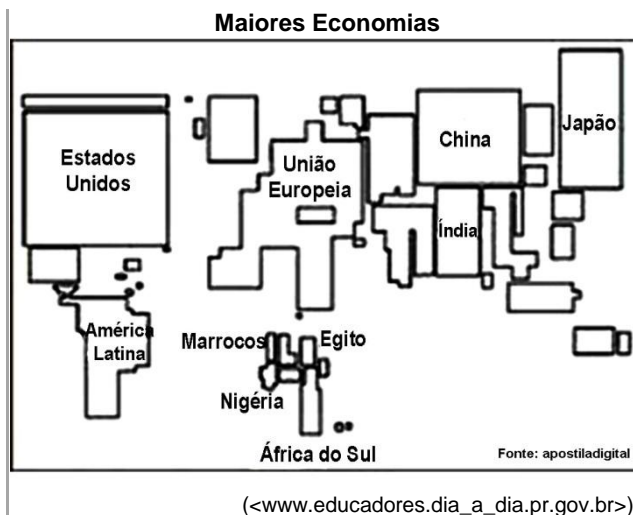 Maiores Economias
Estados
Unidos
União
Europeia
China
Japão
Índia
América
Latina
Marrocos
Egito
Nigéria
África do Sul
Fonte: apostiladigital
(<www.educadores.dia_a_dia.pr.gov.br>)